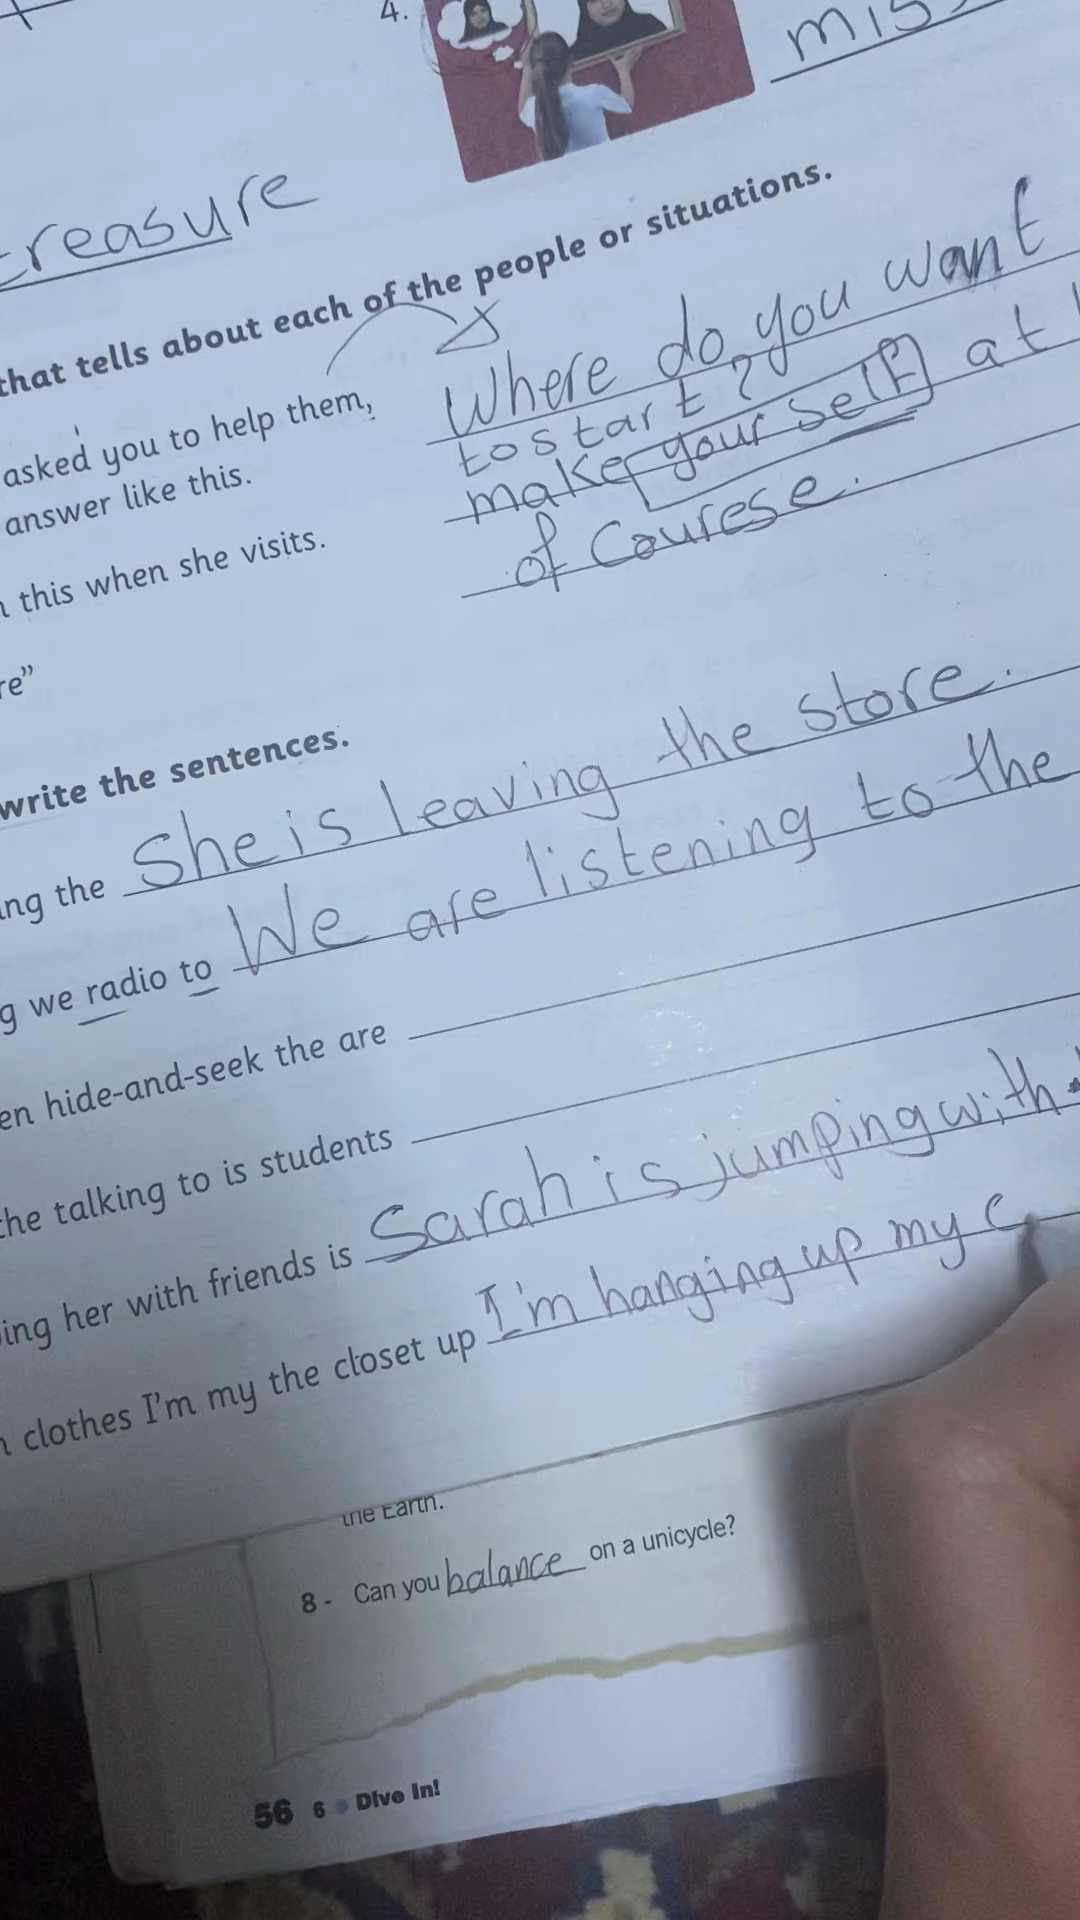 4.
treasure
that tells about each of the people or situations.
asked you to help them, Where do you want
to start?
answer like this. make your self at
this when she visits. of Courese.
re”
write the sentences.
ing the She is leaving the store.
g we radio to We are listening to the
en hide-and-seek the are
the talking to is students
ing her with friends is Sarah is jumping with
clothes I'm my the closet up I'm hanging up my c
the Earth.
8 - Can you balance on a unicycle?
56 6 • Dive In!